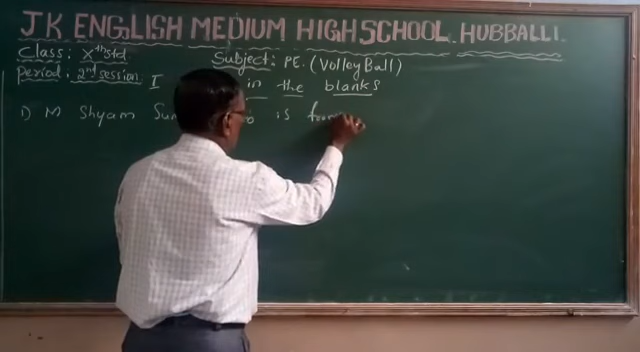 JK ENGLISH MEDIUM HIGHSCHOOL. HUBBALLI.
Class: Xth std Subject: P.E. (Volley Ball)
Period: 2nd session I in the blanks
1) M Shyam is from